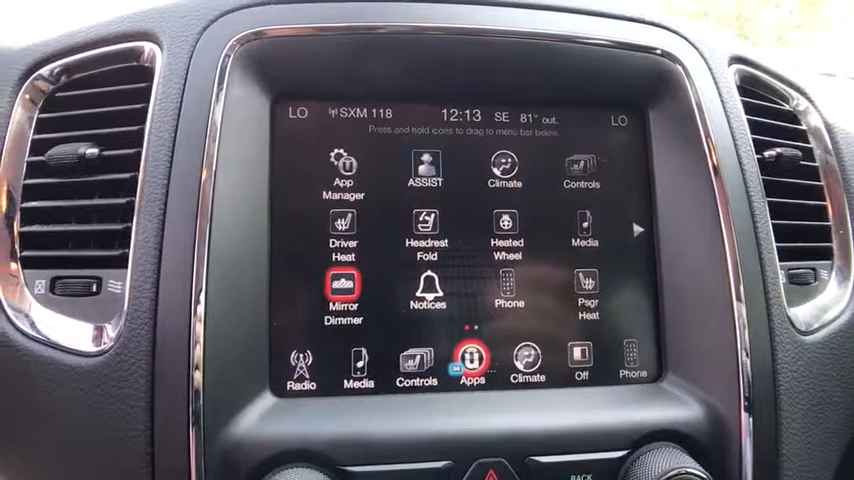 LO SXM 118 12:13 SE 81° out LO
Press and hold icons to drag to menu bar below.
App Manager
ASSIST
Climate
Controls
Driver Heat
Headrest Fold
Heated Wheel
Media
Mirror Dimmer
Notices
Phone
Psgr Heat
Radio
Media
Controls
3G
Apps
Climate
Off
Phone
BACK